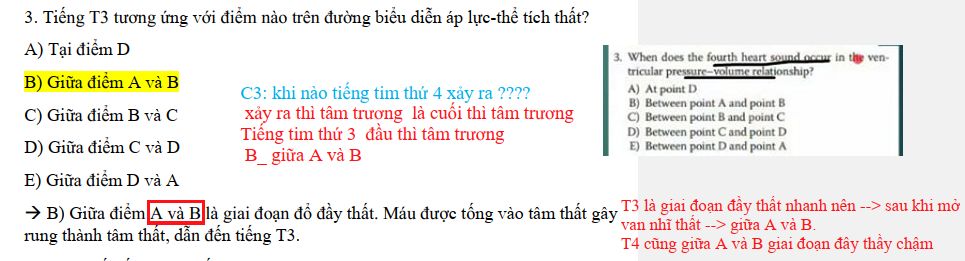 3. Tiếng T3 tương ứng với điểm nào trên đường biểu diễn áp lực-thể tích thất?
A) Tại điểm D
B) Giữa điểm A và B
C) Giữa điểm B và C
D) Giữa điểm C và D
E) Giữa điểm D và A
→ B) Giữa điểm A và B là giai đoạn đổ đầy thất. Máu được tống vào tâm thất gây
rung thành tâm thất, dẫn đến tiếng T3.
C3: khi nào tiếng tim thứ 4 xảy ra ????
xảy ra thì tâm trương là cuối thì tâm trương
Tiếng tim thứ 3 đầu thì tâm trương
B_ giữa A và B
3. When does the fourth heart sound occur in the ven-
tricular pressure–volume relationship?
A) At point D
B) Between point A and point B
C) Between point B and point C
D) Between point C and point D
E) Between point D and point A
T3 là giai đoạn đầy thất nhanh nên --> sau khi mở
van nhĩ thất --> giữa A và B.
T4 cũng giữa A và B giai đoạn đây thầy chậm